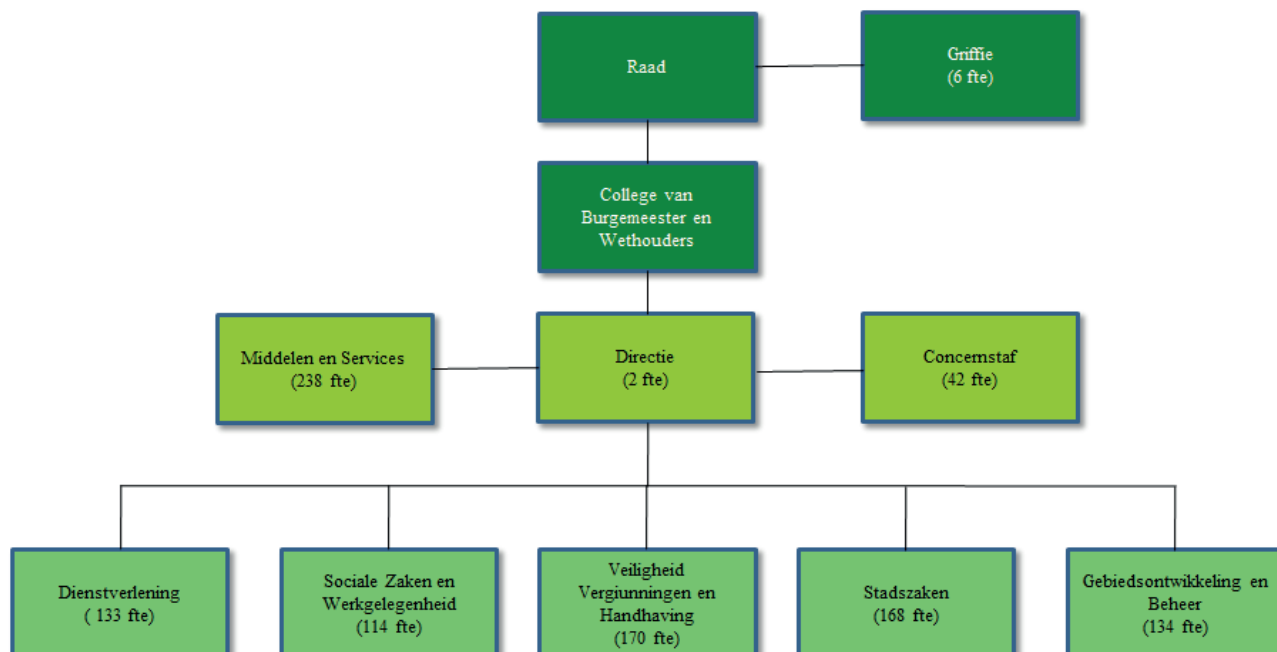 Raad
Griffie
(6 fte)
College van
Burgemeester en
Wethouders
Middelen en Services
(238 fte)
Directie
(2 fte)
Concernstaf
(42 fte)
Dienstverlening
( 133 fte)
Sociale Zaken en
Werkgelegenheid
(114 fte)
Veiligheid
Vergiunningen en
Handhaving
(170 fte)
Stadszaken
(168 fte)
Gebiedsontwikkeling en
Beheer
(134 fte)